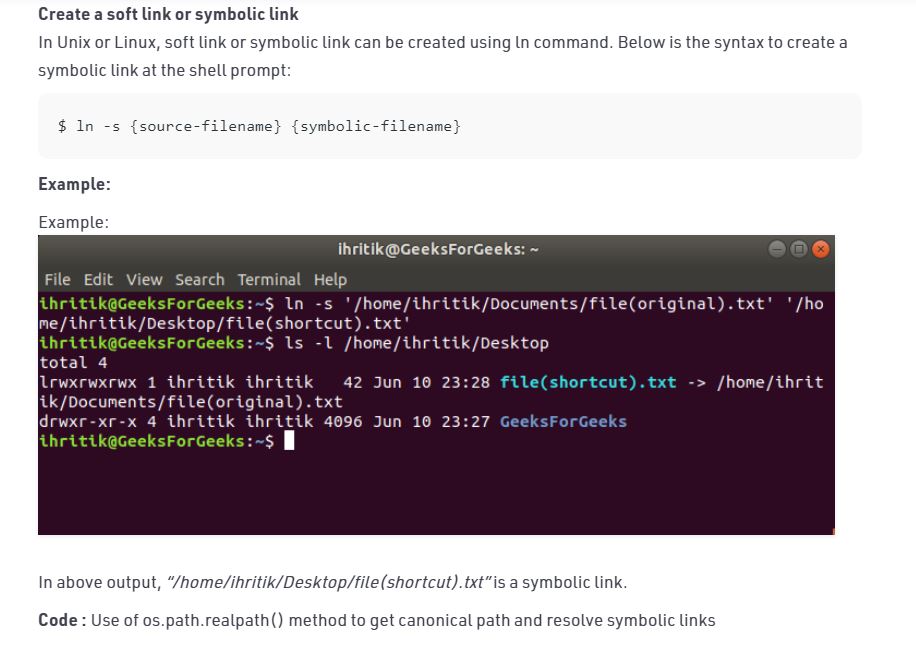 Create a soft link or symbolic link
In Unix or Linux, soft link or symbolic link can be created using ln command. Below is the syntax to create a
symbolic link at the shell prompt:
$ ln -s {source-filename} {symbolic-filename}
Example:
Example:
ihritik@GeeksForGeeks: ~
File Edit View Search Terminal Help
ihritik@GeeksForGeeks:~$ ln -s '/home/ihritik/Documents/file(original).txt' '/ho
me/ihritik/Desktop/file(shortcut).txt'
ihritik@GeeksForGeeks:~$ ls -l /home/ihritik/Desktop
total 4
lrwxrwxrwx 1 ihritik ihritik   42 Jun 10 23:28 file(shortcut).txt -> /home/ihrit
ik/Documents/file(original).txt
drwxr-xr-x 4 ihritik ihritik 4096 Jun 10 23:27 GeeksForGeeks
ihritik@GeeksForGeeks:~$
In above output, “/home/ihritik/Desktop/file(shortcut).txt” is a symbolic link.
Code : Use of os.path.realpath() method to get canonical path and resolve symbolic links